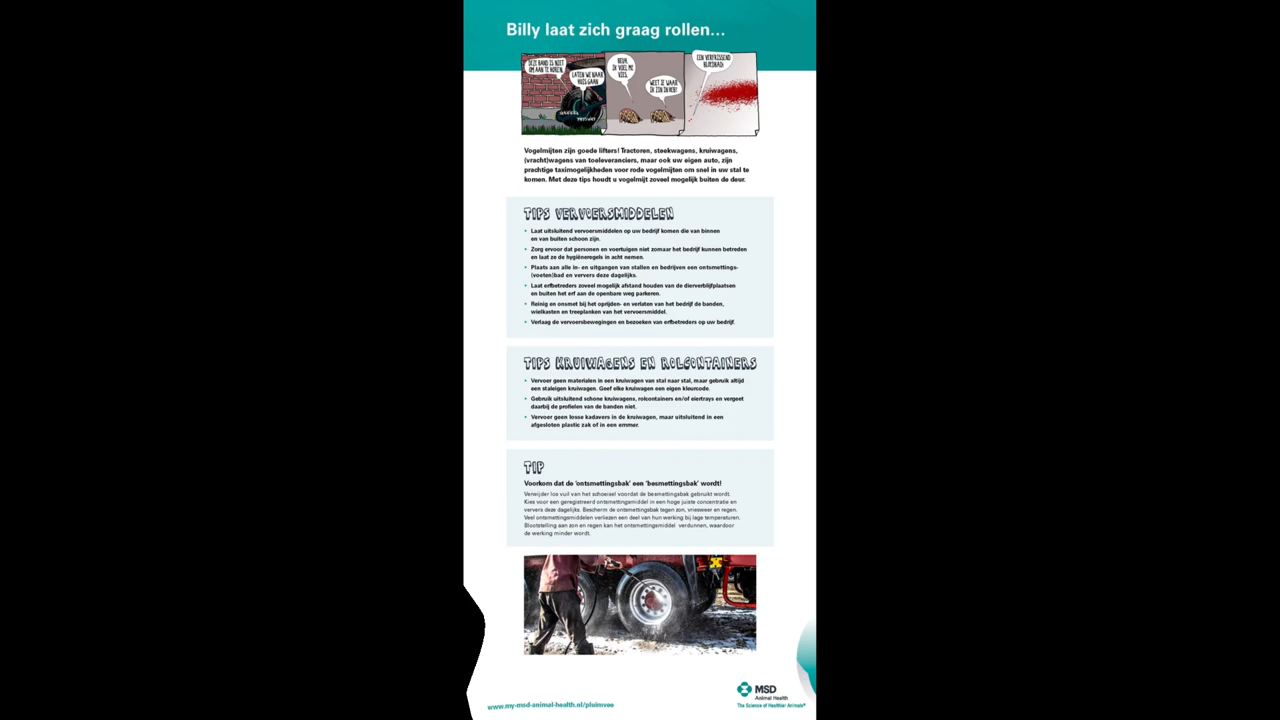 Billy laat zich graag rollen...
DEZE BAND IS NIET
OM AAN TE HOREN.
LATEN WE NAAR
HUIS GAAN
IK VOEL ME
VIES.
WEET JE WAAR
IK ZIN IN HEB?
EEN VERFRISSEND
BLOEDBAD!
Vogelmijten zijn goede lifters! Tractoren, steekwagens, kruiwagens,
(vracht)wagens van toeleveranciers, maar ook uw eigen auto, zijn
prachtige taximogelijkheden voor rode vogelmijten om snel in uw stal te
komen. Met deze tips houdt u vogelmijt zoveel mogelijk buiten de deur.
TIPS VERVOERSMIDDELEN
• Laat uitsluitend vervoersmiddelen op uw bedrijf komen die van binnen
en van buiten schoon zijn.
• Zorg ervoor dat personen en voertuigen niet zomaar het bedrijf kunnen betreden
en laat ze de hygiëneregels in acht nemen.
• Plaats aan alle in- en uitgangen van stallen en bedrijven een ontsmettings-
(voeten)bad en ververs deze dagelijks.
• Laat erfbetreders zoveel mogelijk afstand houden van de dierverblijfplaatsen
en buiten het erf aan de openbare weg parkeren.
• Reinig en onsmet bij het oprijden- en verlaten van het bedrijf de banden,
wielkasten en treeplanken van het vervoersmiddel.
• Verlaag de vervoersbewegingen en bezoeken van erfbetreders op uw bedrijf.
TIPS KRUIWAGENS EN ROLCONTAINERS
• Vervoer geen materialen in een kruiwagen van stal naar stal, maar gebruik altijd
een staleigen kruiwagen. Geef elke kruiwagen een eigen kleurcode.
• Gebruik uitsluitend schone kruiwagens, rolcontainers en/of eiertrays en vergeet
daarbij de profielen van de banden niet.
• Vervoer geen losse kadavers in de kruiwagen, maar uitsluitend in een
afgesloten plastic zak of in een emmer.
TIP
Voorkom dat de 'ontsmettingsbak' een 'besmettingsbak' wordt!
Verwijder los vuil van het schoeisel voordat de besmettingsbak gebruikt wordt.
Kies voor een geregistreerd ontsmettingsmiddel in een hoge juiste concentratie en
ververs deze dagelijks. Bescherm de ontsmettingsbak tegen zon, vriesweer en regen.
Veel ontsmettingsmiddelen verliezen een deel van hun werking bij lage temperaturen.
Blootstelling aan zon en regen kan het ontsmettingsmiddel verdunnen, waardoor
de werking minder wordt.
MSD
Animal Health
The Science of Healthier Animals®
www.my-msd-animal-health.nl/pluimvee